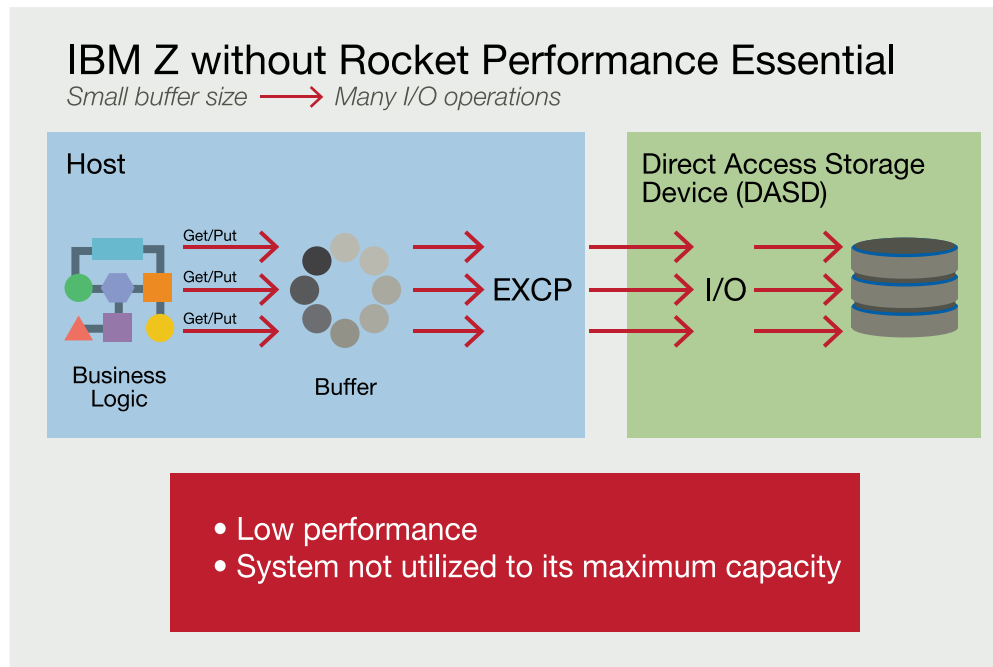 IBM Z without Rocket Performance Essential
Small buffer size → Many I/O operations
Host
Direct Access Storage
Device (DASD)
Get/Put
Get/Put
Get/Put
EXCP
I/O
Business
Logic
Buffer
• Low performance
• System not utilized to its maximum capacity